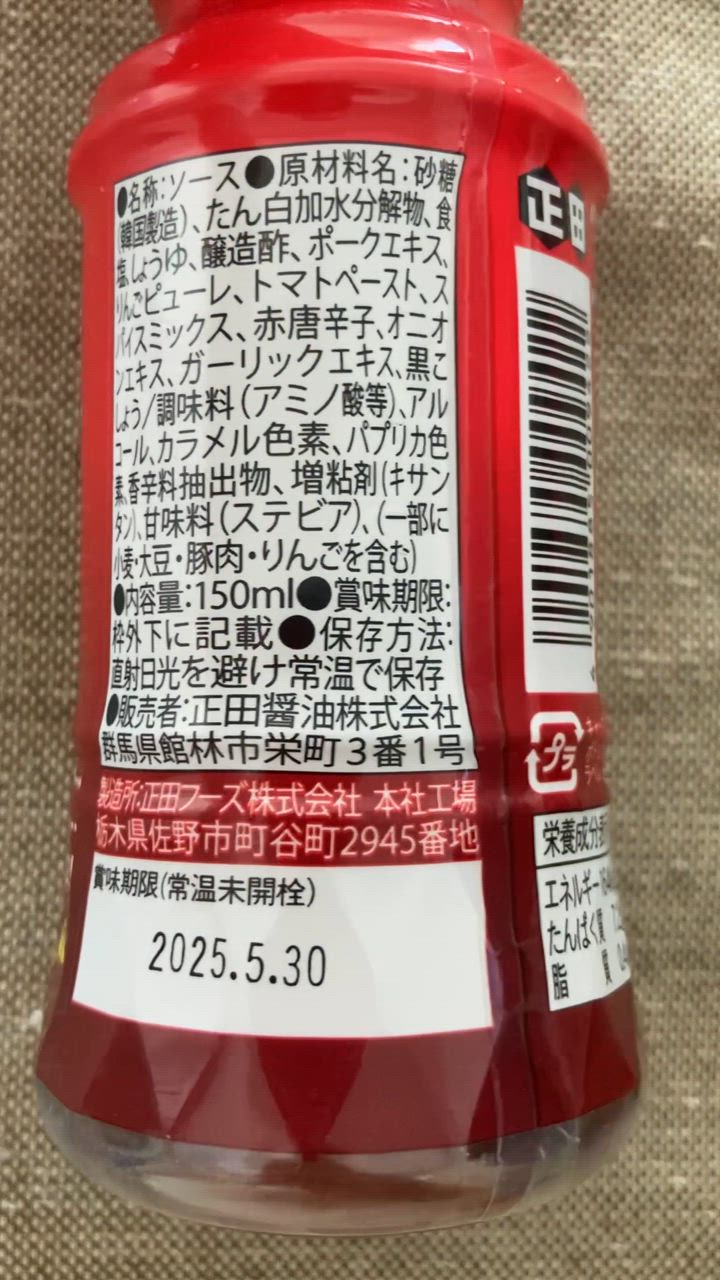 ●名称:ソース●原材料名:砂糖
(韓国製造)、たん白加水分解物、食
塩、しょうゆ、醸造酢、ポークエキス、
りんごピューレ、トマトペースト、ス
パイスミックス、赤唐辛子、オニオ
ンエキス、ガーリックエキス、黒こ
しょう/調味料(アミノ酸等)、アル
コール、カラメル色素、パプリカ色
素、香辛料抽出物、増粘剤(キサン
タン)、甘味料(ステビア)、(一部に
小麦・大豆・豚肉・りんごを含む)
●内容量:150ml●賞味期限:
枠外下に記載●保存方法:
直射日光を避け常温で保存
●販売者:正田醤油株式会社
群馬県館林市栄町3番1号
製造所:正田フーズ株式会社 本社工場
栃木県佐野市町谷町2945番地
賞味期限(常温未開栓)
2025.5.30
正田
プラ
栄養成分
エネルギー
たんぱく質
脂 質